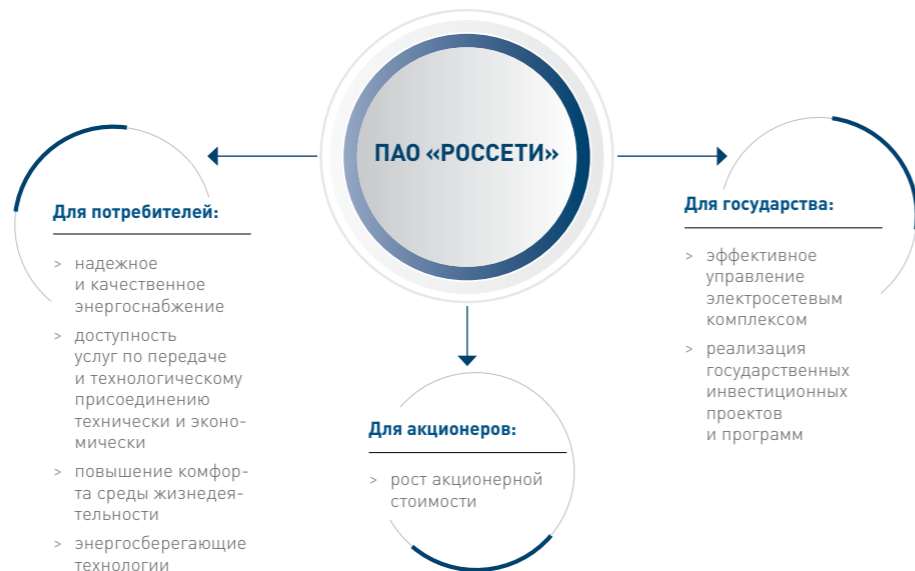 ПАО «РОССЕТИ»
Для потребителей:
> надежное
и качественное
энергоснабжение
> доступность
услуг по передаче
и технологическому
присоединению
технически и эконо-
мически
> повышение комфор-
та среды жизнедея-
тельности
> энергосберегающие
технологии
Для акционеров:
> рост акционерной
стоимости
Для государства:
> эффективное
управление
электросетевым
комплексом
> реализация
государственных
инвестиционных
проектов
и программ